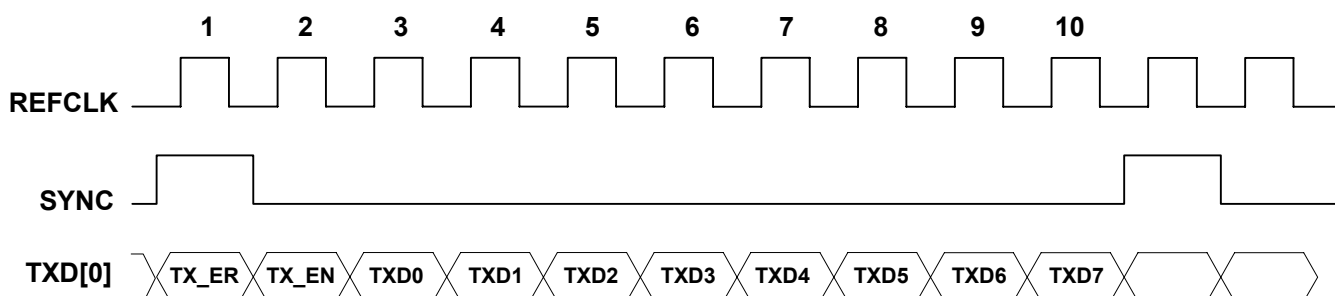 1 2 3 4 5 6 7 8 9 10
REFCLK
SYNC
TXD[0] TX_ER TX_EN TXD0 TXD1 TXD2 TXD3 TXD4 TXD5 TXD6 TXD7